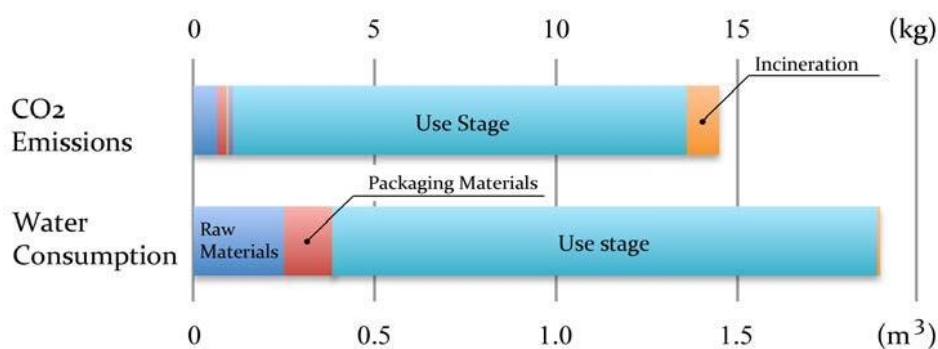 0 5 10 15 (kg)
Incineration
CO2
Emissions
Use Stage
Packaging Materials
Water
Consumption
Raw
Materials
Use stage
0 0.5 1.0 1.5 (m³)